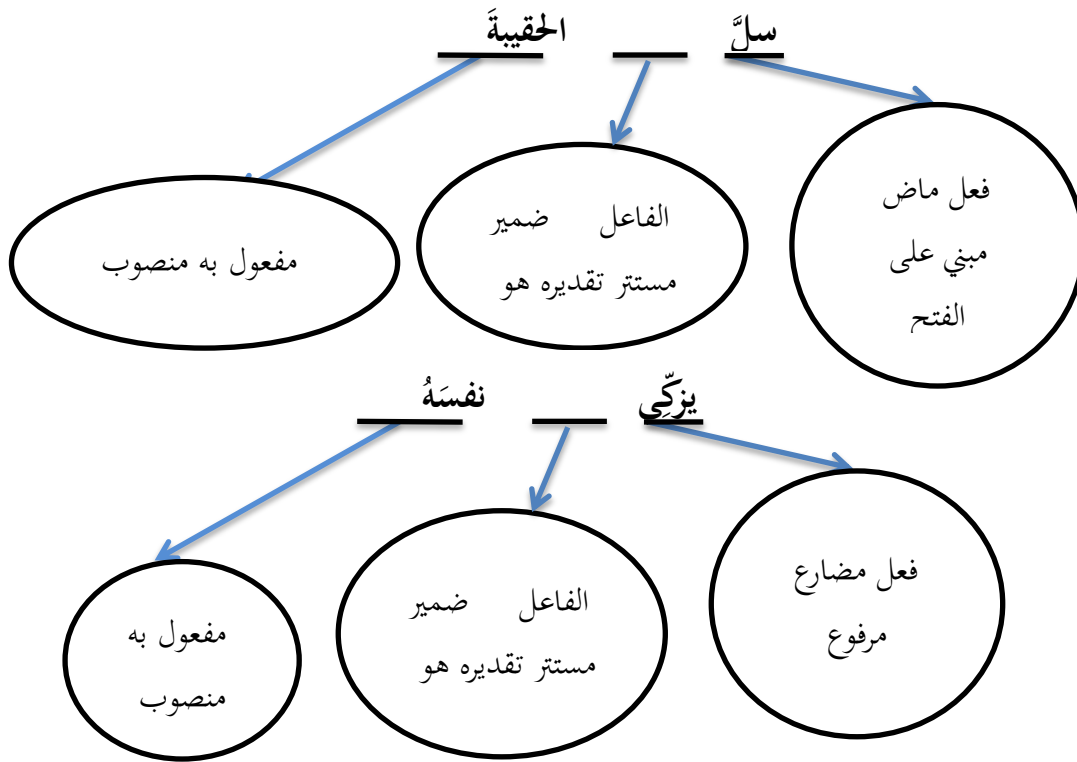 سلَّ الحقيبةَ
فعل ماض
مبني على
الفتح
الفاعل ضمير
مستتر تقديره هو
مفعول به منصوب
يزكِّي نفسَهُ
فعل مضارع
مرفوع
الفاعل ضمير
مستتر تقديره هو
مفعول به
منصوب